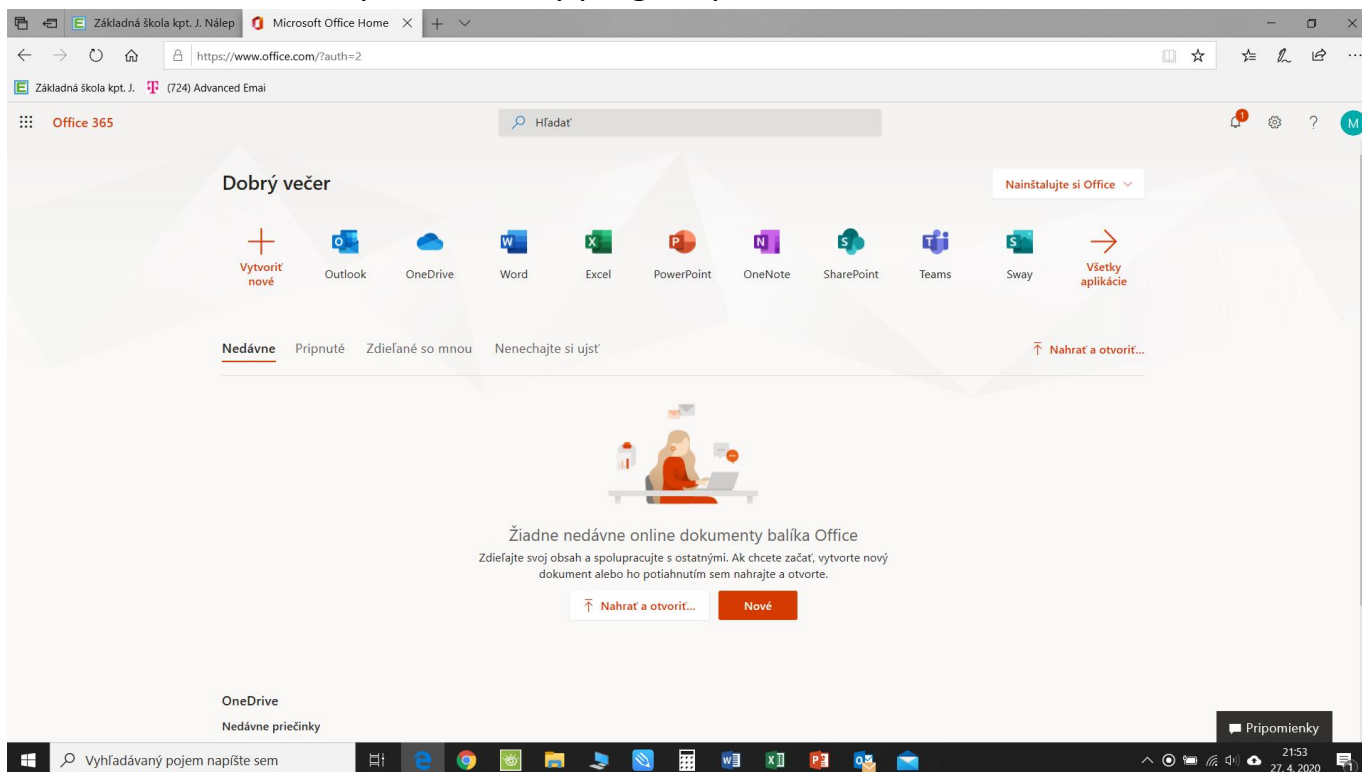 Základná škola kpt. J. Nálep
Microsoft Office Home
https://www.office.com/?auth=2
Základná škola kpt. J.
(724) Advanced Emai
Office 365
Hľadať
1
M
Dobrý večer
Nainštalujte si Office
Vytvoriť nové
Outlook
OneDrive
Word
Excel
PowerPoint
OneNote
SharePoint
Teams
Sway
Všetky aplikácie
Nedávne
Pripnuté
Zdieľané so mnou
Nenechajte si ujsť
Nahrať a otvoriť...
Žiadne nedávne online dokumenty balíka Office
Zdieľajte svoj obsah a spolupracujte s ostatnými. Ak chcete začať, vytvorte nový
dokument alebo ho potiahnutím sem nahrajte a otvorte.
Nahrať a otvoriť...
Nové
OneDrive
Nedávne priečinky
Pripomienky
Vyhľadávaný pojem napíšte sem
21:53
27. 4. 2020